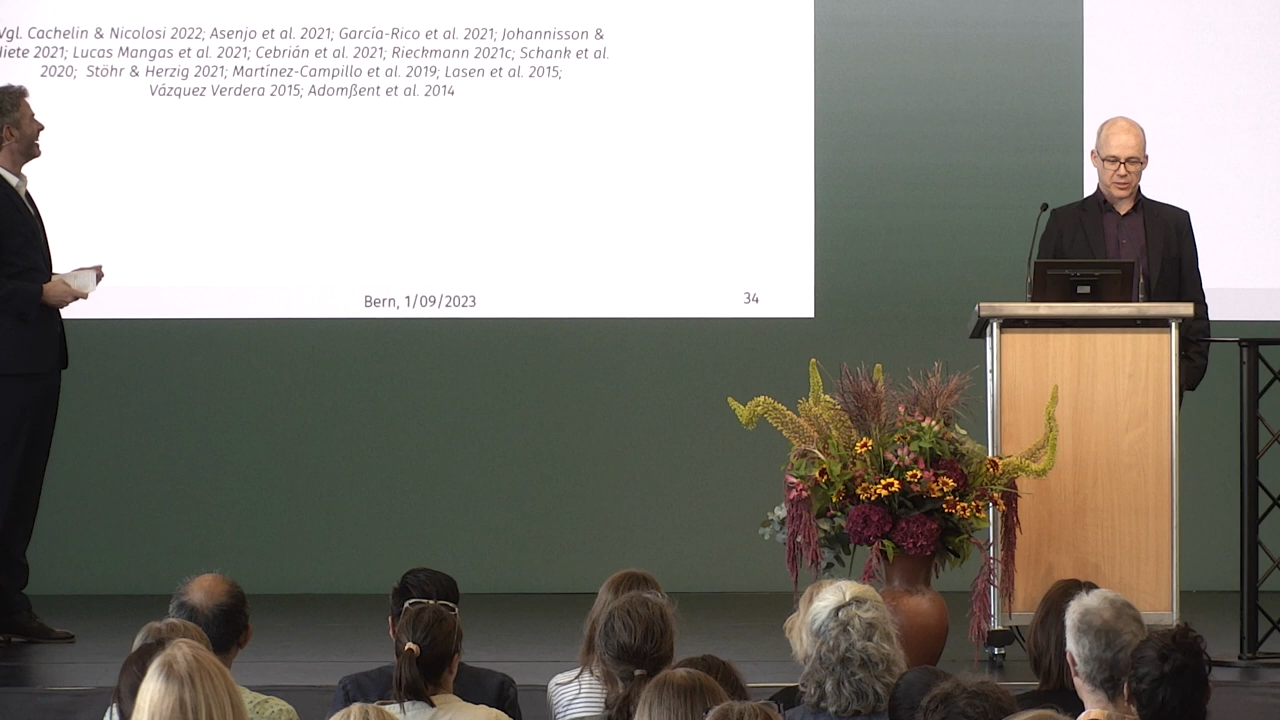 Vgl. Cachelin & Nicolosi 2022; Asenjo et al. 2021; García-Rico et al. 2021; Johannisson &
2021; Lucas Mangas et al. 2021; Cebrián et al. 2021; Rieckmann 2021c; Schank et al.
2020; Stöhr & Herzig 2021; Martínez-Campillo et al. 2019; Lasen et al. 2015;
Vázquez Verdera 2015; Adomßent et al. 2014
Bern, 1/09/2023
34